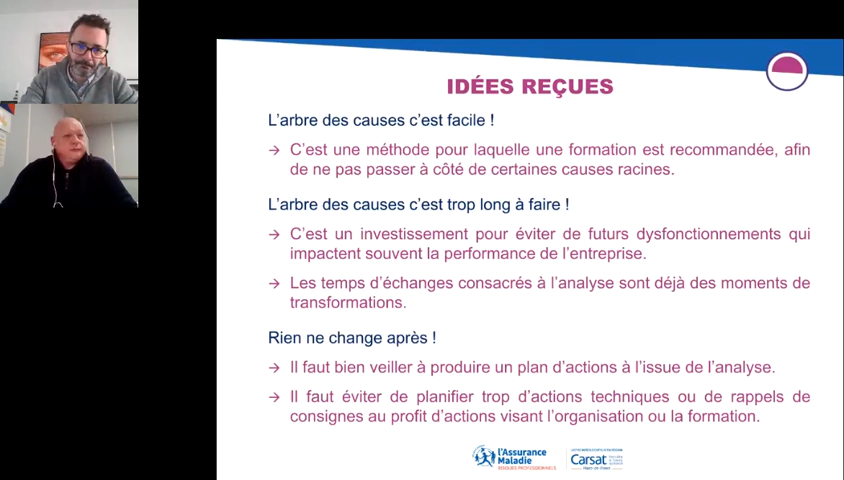 IDÉES REÇUES
L'arbre des causes c'est facile !
→ C'est une méthode pour laquelle une formation est recommandée, afin
de ne pas passer à côté de certaines causes racines.
L'arbre des causes c'est trop long à faire !
→ C'est un investissement pour éviter de futurs dysfonctionnements qui
impactent souvent la performance de l'entreprise.
→ Les temps d'échanges consacrés à l'analyse sont déjà des moments de
transformations.
Rien ne change après !
→ Il faut bien veiller à produire un plan d'actions à l'issue de l'analyse.
→ Il faut éviter de planifier trop d'actions techniques ou de rappels de
consignes au profit d'actions visant l'organisation ou la formation.
l'Assurance
Maladie
RISQUES PROFESSIONNELS
Carsat